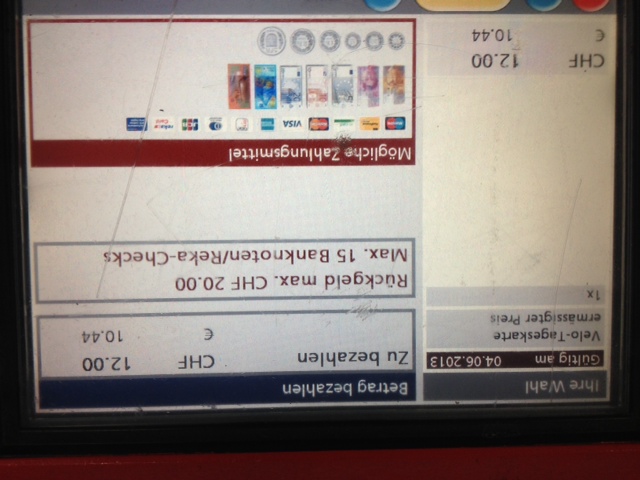 Ihre Wahl
Gültig am 04.06.2013
Velo-Tageskarte
ermässigter Preis
1x
CHF 12.00
€ 10.44
Betrag bezahlen
Zu bezahlen CHF 12.00
€ 10.44
Rückgeld max. CHF 20.00
Max. 15 Banknoten/Reka-Checks
Mögliche Zahlungsmittel
VISA